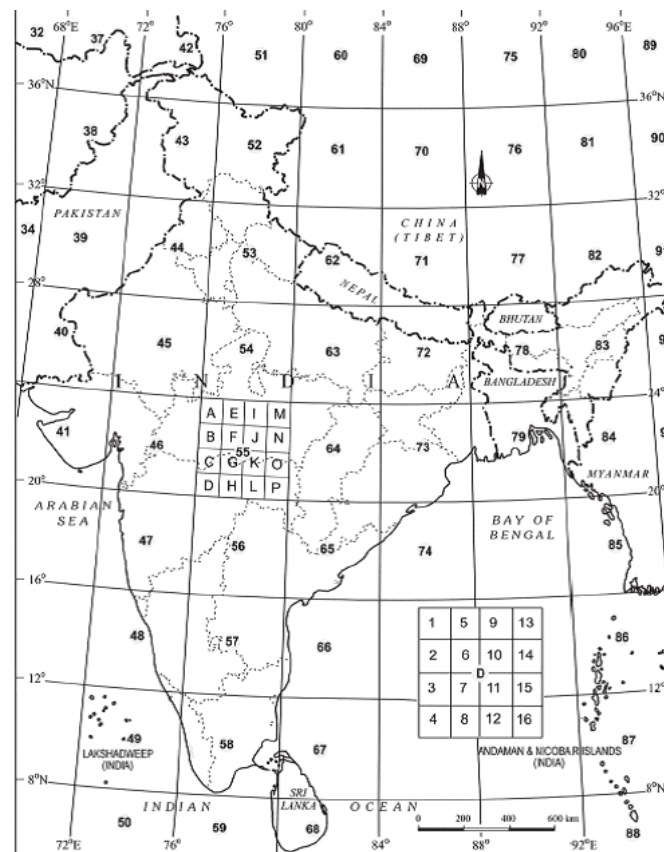 68°E 72° 76° 80° 84° 88° 92° 96°E
32 37 42 51 60 69 75 80 89
36°N 36°N
38 43 52 61 70 76 81 90
N
32° 32°
34 PAKISTAN 39 44 53 62 CHINA (TIBET) 71 77 82
NEPAL
28° 28°
BHUTAN
40 45 54 63 72 78 83
I N D I A
BANGLADESH
24°
A E I M
B F J N
55
C G K O
D H L P
41 46 64 73 79 84
MYANMAR
20° 20°
ARABIAN SEA
BAY OF BENGAL
47 56 65 74 85
16°
1 5 9 13
2 6 10 14
D
3 7 11 15
4 8 12 16
48 57 66 86
12° 12°
49
LAKSHADWEEP
(INDIA)
58 67 87
ANDAMAN & NICOBAR ISLANDS
(INDIA)
8°N 8°N
INDIAN OCEAN
SRI LANKA
50 59 68 88
0 200 400 600 km
72°E 76° 80° 84° 88° 92°E